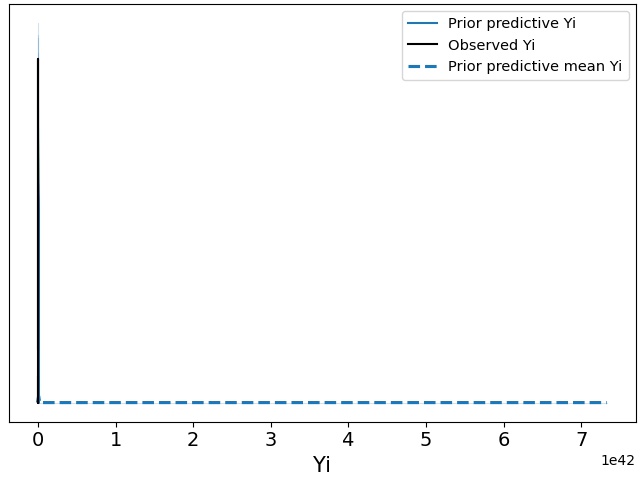 Prior predictive Yi
Observed Yi
Prior predictive mean Yi
0 1 2 3 4 5 6 7
1e42
Yi